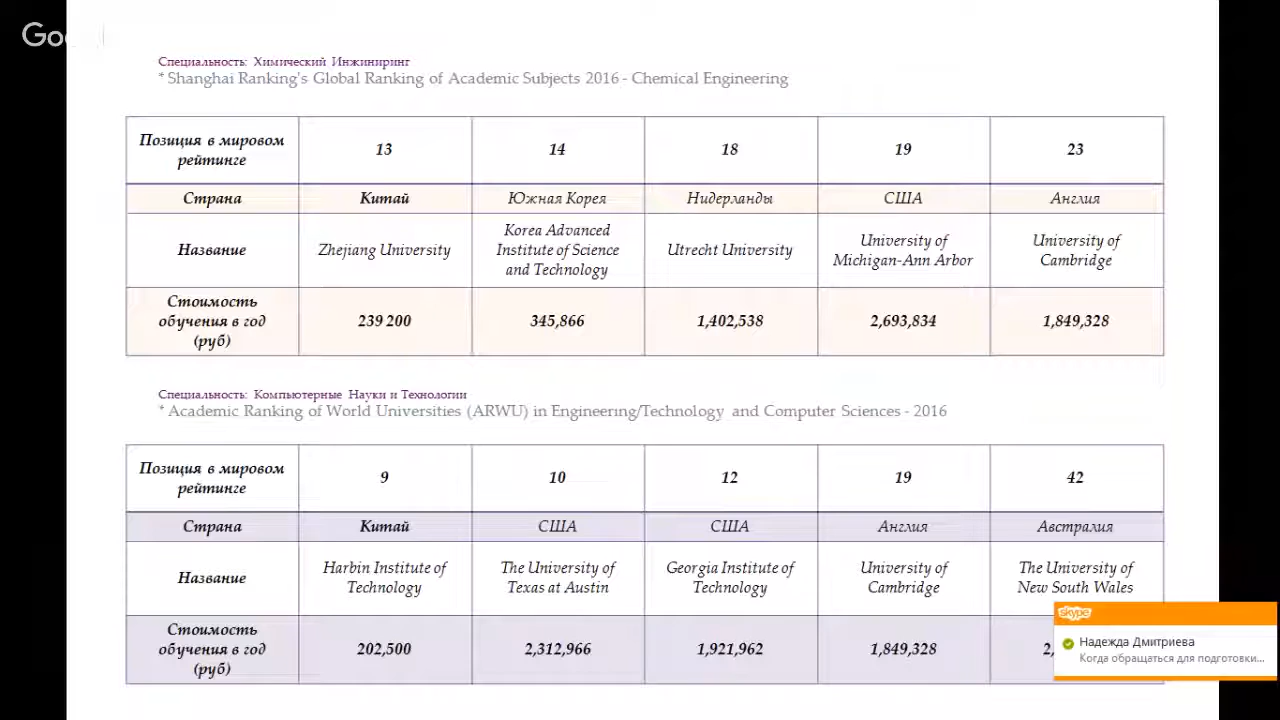 Специальность: Химический Инжиниринг
* Shanghai Ranking's Global Ranking of Academic Subjects 2016 - Chemical Engineering
Позиция в мировом рейтинге 13 14 18 19 23
Страна Китай Южная Корея Нидерланды США Англия
Название Zhejiang University Korea Advanced Institute of Science and Technology Utrecht University University of Michigan-Ann Arbor University of Cambridge
Стоимость обучения в год (руб) 239 200 345,866 1,402,538 2,693,834 1,849,328
Специальность: Компьютерные Науки и Технологии
* Academic Ranking of World Universities (ARWU) in Engineering/Technology and Computer Sciences - 2016
Позиция в мировом рейтинге 9 10 12 19 42
Страна Китай США США Англия Австралия
Название Harbin Institute of Technology The University of Texas at Austin Georgia Institute of Technology University of Cambridge The University of New South Wales
Стоимость обучения в год (руб) 202,500 2,312,966 1,921,962 1,849,328
skype
Надежда Дмитриева
Когда обращаться для подготовки...